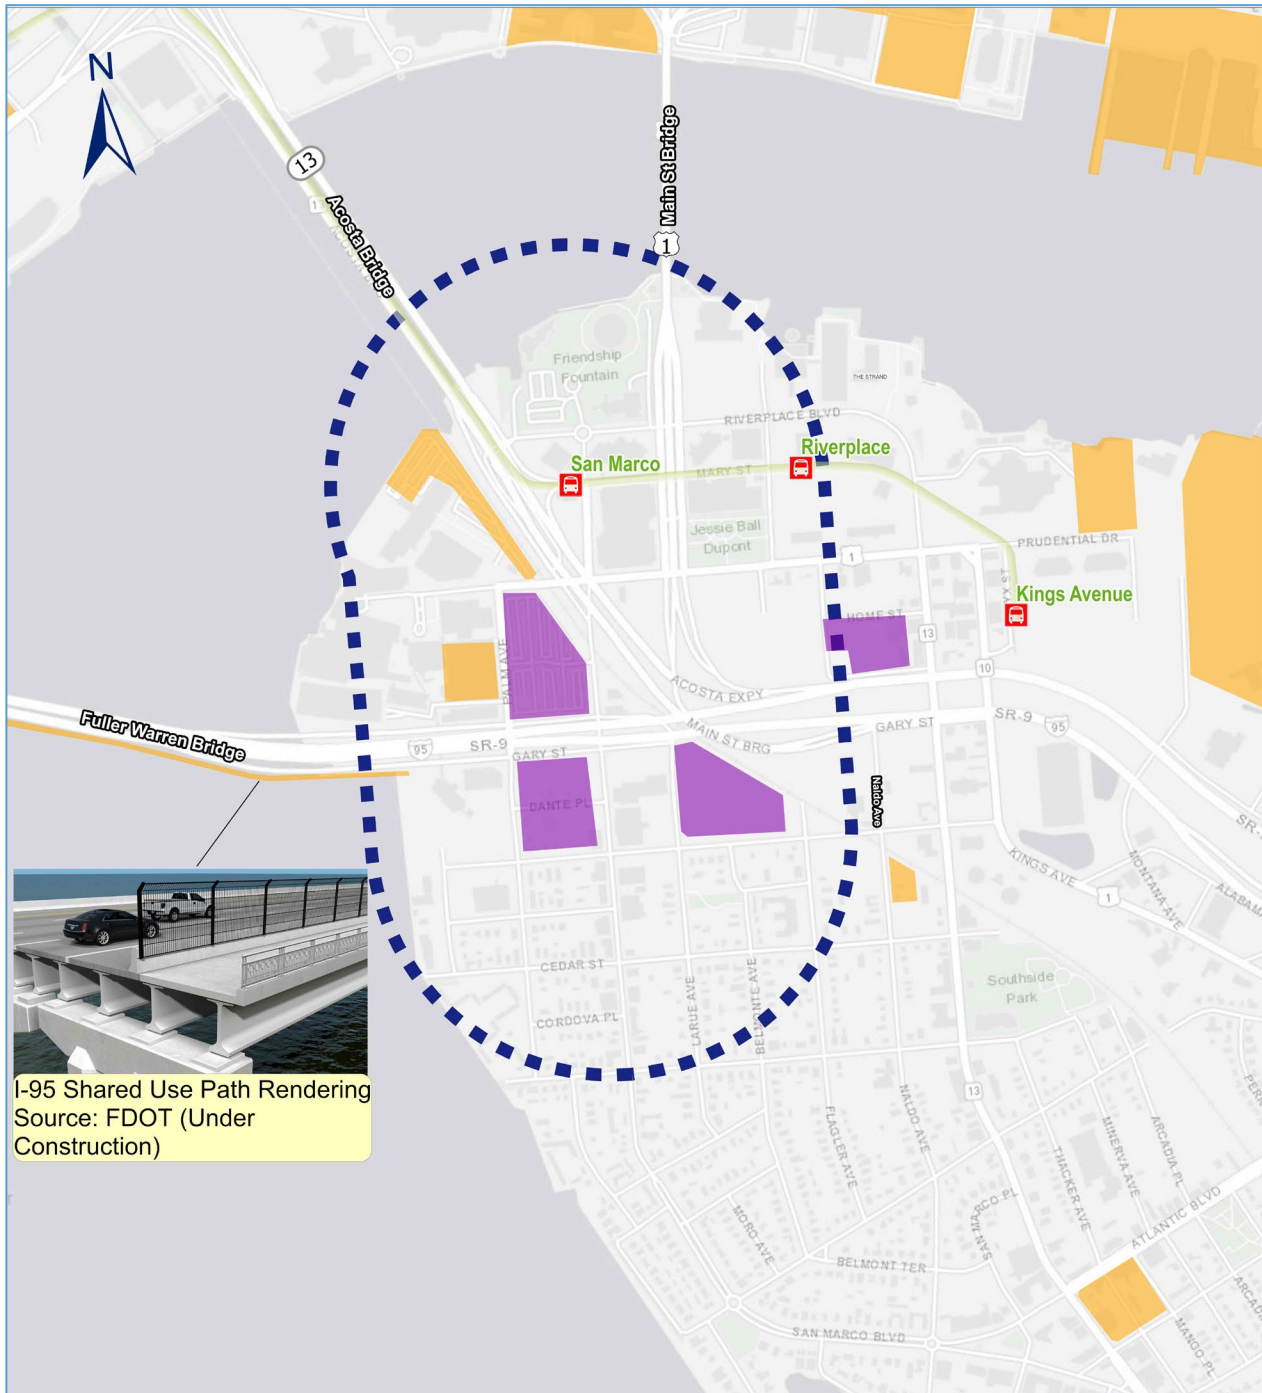 N
13
Acosta Bridge
Main St Bridge
1
Friendship
Fountain
THE STRAND
RIVERPLACE BLVD
San Marco
MARY ST
Riverplace
Jessie Ball
Dupont
1
PRUDENTIAL DR
Kings Avenue
HOME ST
13
PALM AVE
10
ACOSTA EXPY
Fuller Warren Bridge
95
SR-9
GARY ST
MAIN ST BRG
GARY ST
SR-9
95
SR-
DANTE PL
Naldo Ave
KINGS AVE
MONTANA AVE
1
ALABAMA
CEDAR ST
CORDOVA PL
LARUE AVE
BELMONTE AVE
Southside
Park
I-95 Shared Use Path Rendering
Source: FDOT (Under
Construction)
13
FLAGLER AVE
NALDO AVE
THACKER AVE
MINERVA AVE
ARCADIA PL
ATLANTIC BLVD
MORO AVE
SAN MARCO PL
BELMONT TER
SAN MARCO BLVD
MANGO PL